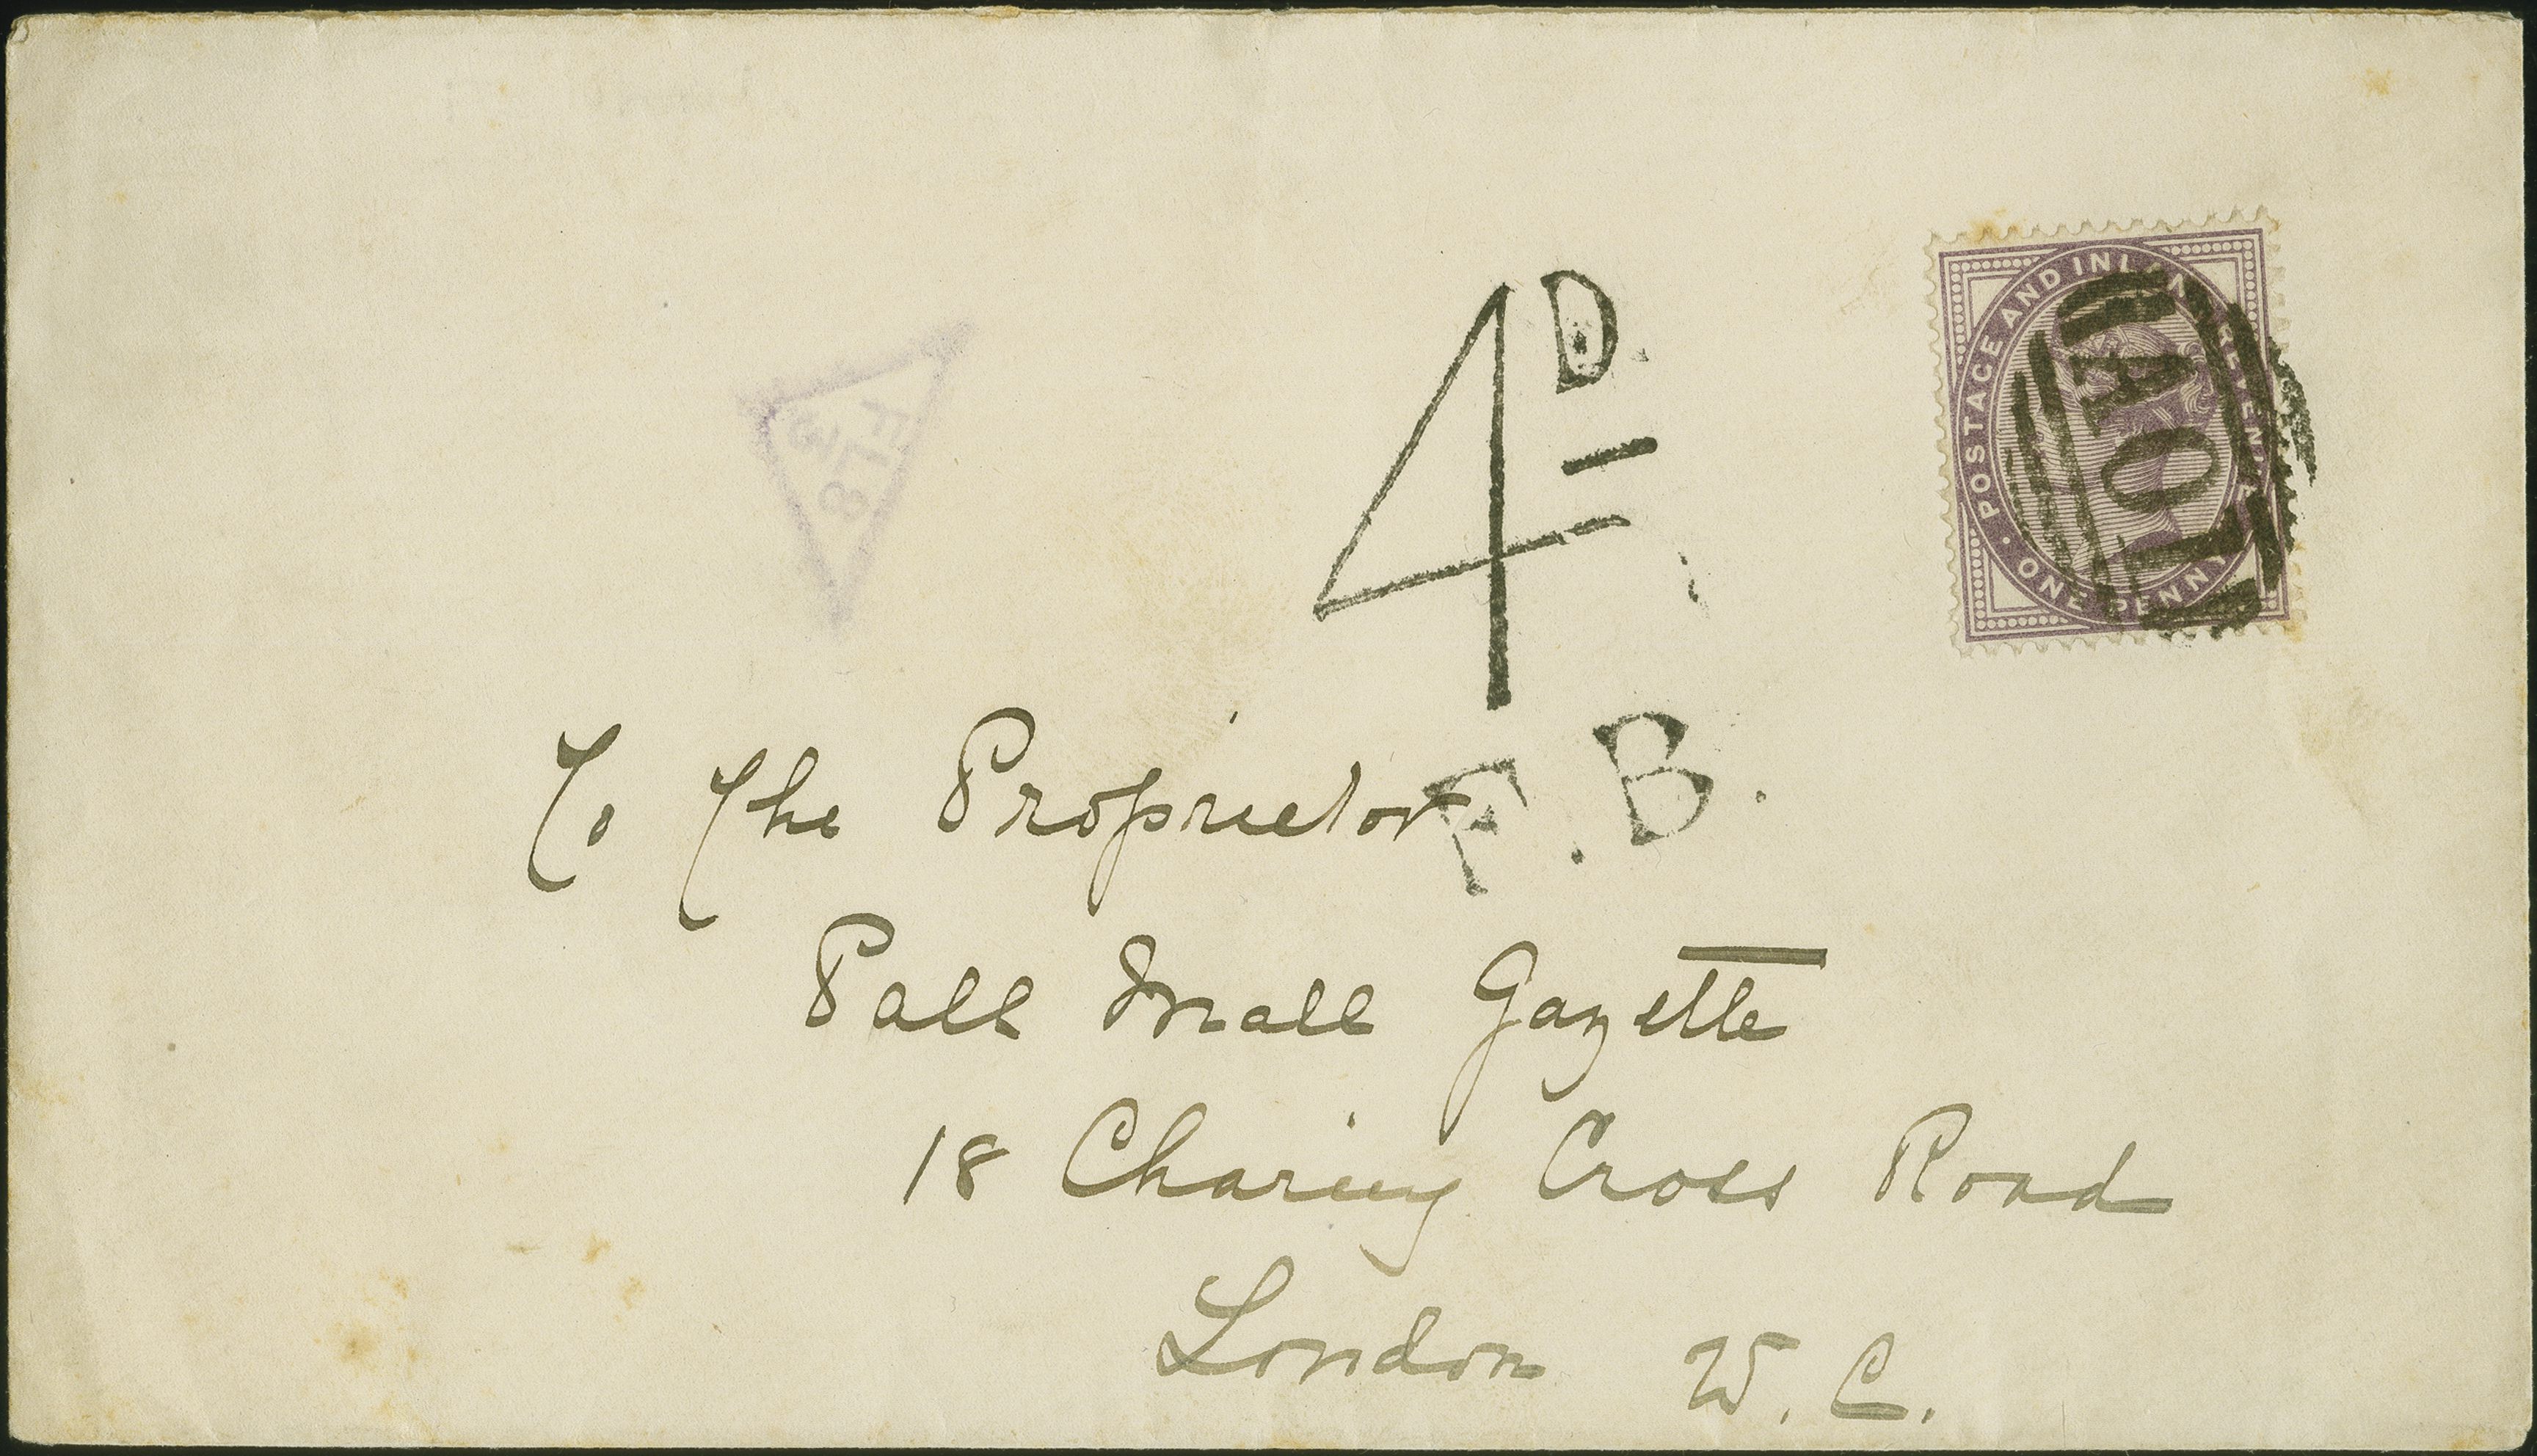 POSTAGE AND INLAND REVENUE
ONE PENNY
A01
4D
F.B.
To The Proprietor
Pall Mall Gazette
18 Charing Cross Road
London W. C.